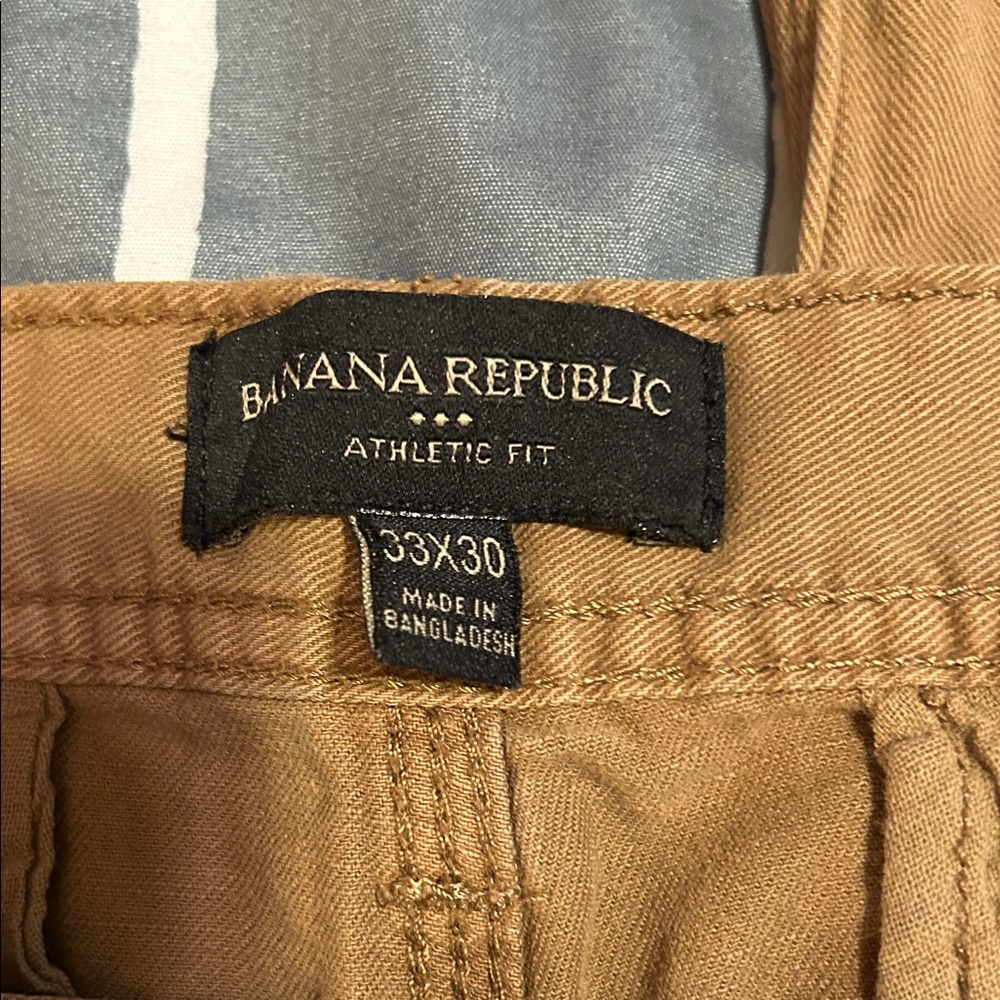 BANANA REPUBLIC
ATHLETIC FIT
33X30
MADE IN
BANGLADESH